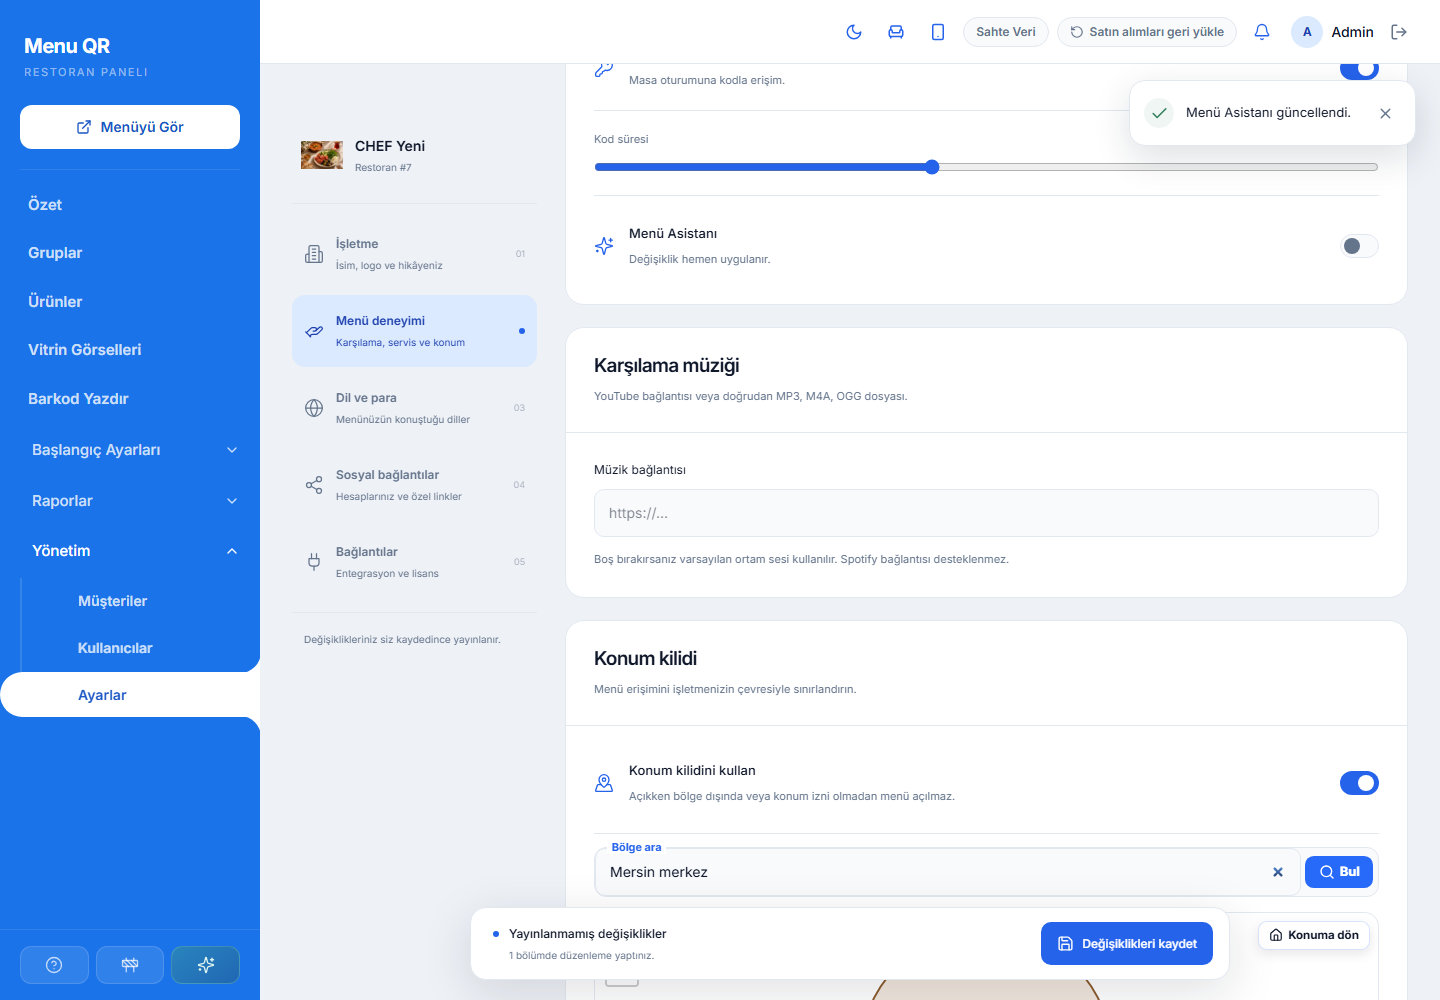 Menu QR
RESTORAN PANELI
Menüyü Gör
Özet
Gruplar
Ürünler
Vitrin Görselleri
Barkod Yazdır
Başlangıç Ayarları
Raporlar
Yönetim
Müşteriler
Kullanıcılar
Ayarlar
Sahte Veri
Satın alımları geri yükle
A
Admin
CHEF Yeni
Restoran #7
İşletme
İsim, logo ve hikâyeniz
01
Menü deneyimi
Karşılama, servis ve konum
Dil ve para
Menünüzün konuştuğu diller
03
Sosyal bağlantılar
Hesaplarınız ve özel linkler
04
Bağlantılar
Entegrasyon ve lisans
05
Değişiklikleriniz siz kaydedince yayınlanır.
Masa oturumuna kodla erişim.
Menü Asistanı güncellendi.
Kod süresi
Menü Asistanı
Değişiklik hemen uygulanır.
Karşılama müziği
YouTube bağlantısı veya doğrudan MP3, M4A, OGG dosyası.
Müzik bağlantısı
https://...
Boş bırakırsanız varsayılan ortam sesi kullanılır. Spotify bağlantısı desteklenmez.
Konum kilidi
Menü erişimini işletmenizin çevresiyle sınırlandırın.
Konum kilidini kullan
Açıkken bölge dışında veya konum izni olmadan menü açılmaz.
Bölge ara
Mersin merkez
Bul
Konuma dön
Yayınlanmamış değişiklikler
1 bölümde düzenleme yaptınız.
Değişiklikleri kaydet